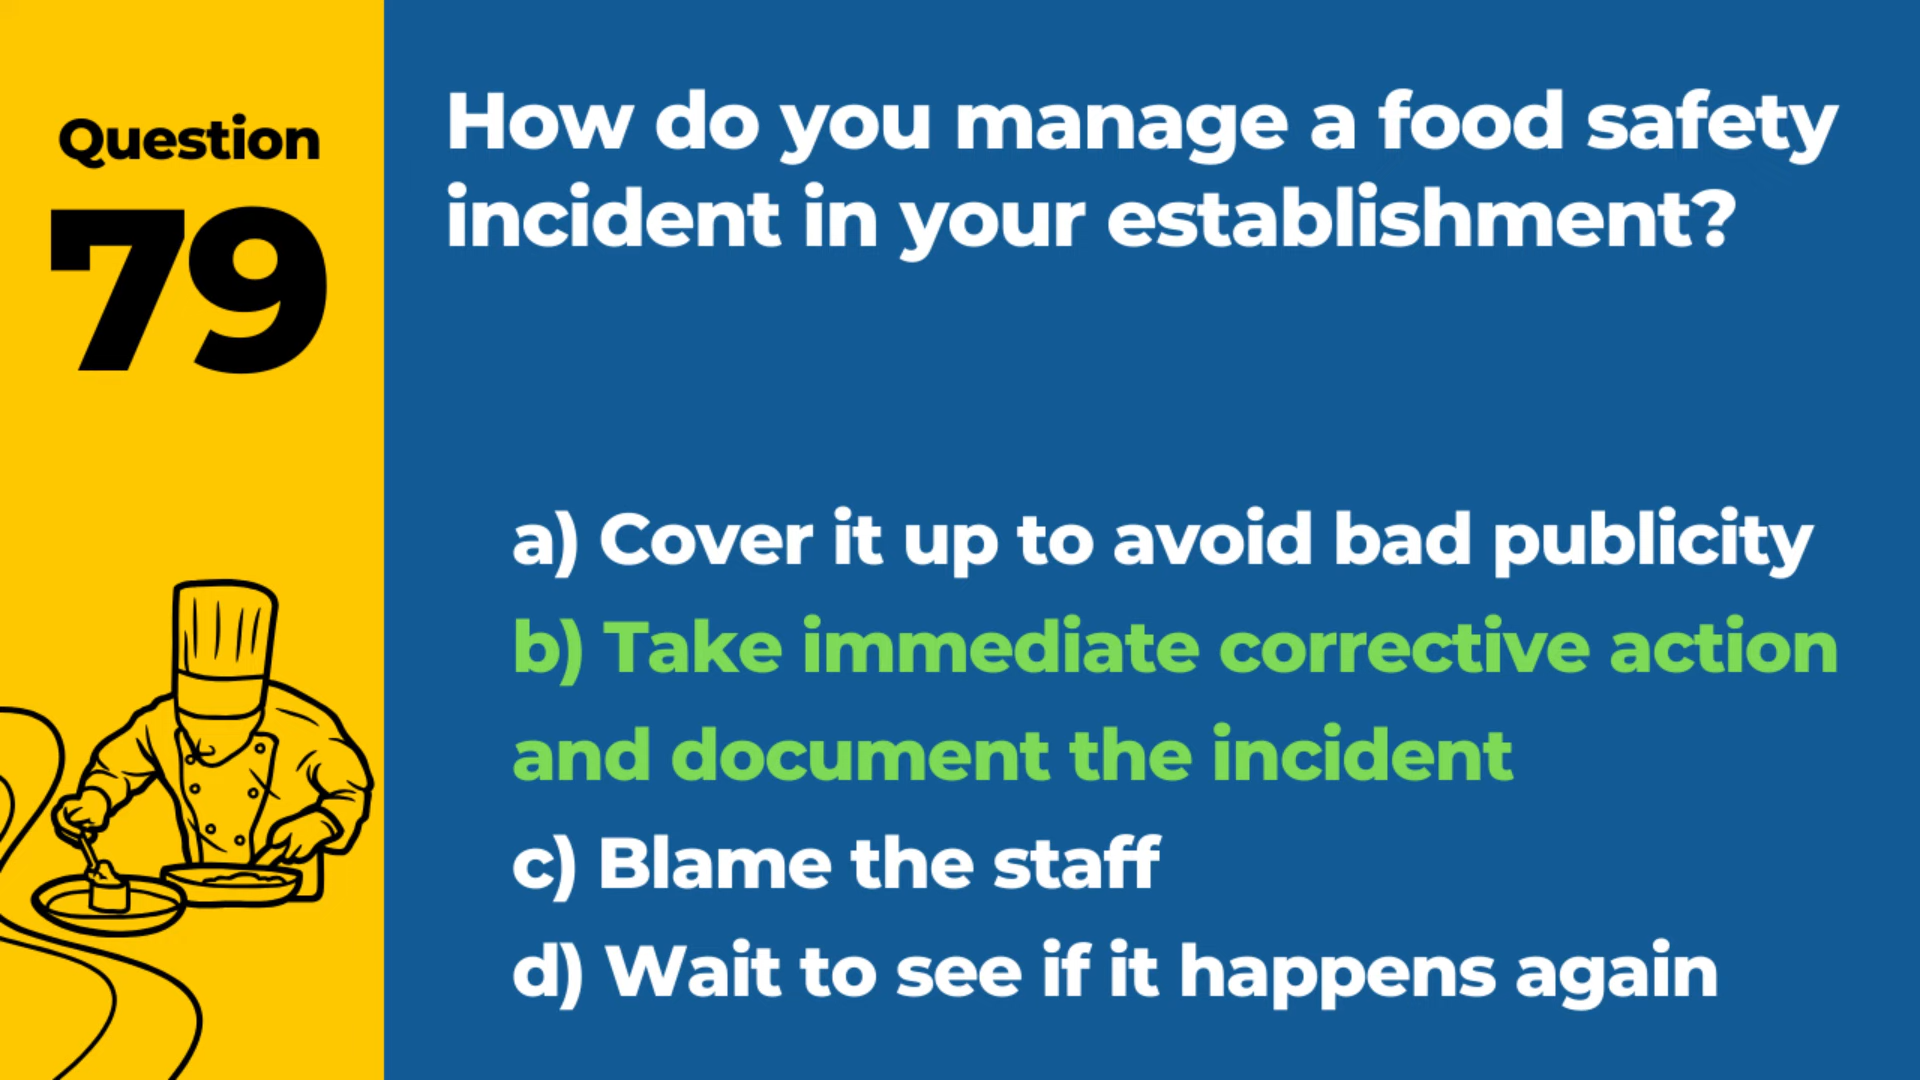 Question
79
How do you manage a food safety
incident in your establishment?
a) Cover it up to avoid bad publicity
b) Take immediate corrective action
and document the incident
c) Blame the staff
d) Wait to see if it happens again